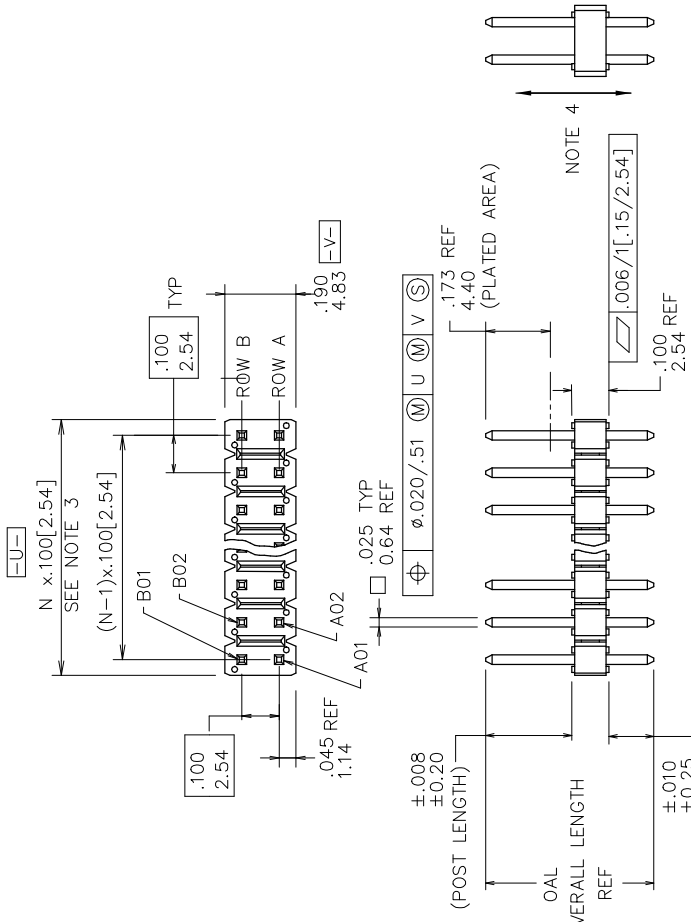 -U-
N x.100[2.54]
SEE NOTE 3
(N-1)x.100[2.54]
.100
2.54
TYP
B01
B02
ROW B
ROW A
.190
4.83
-V-
A01
A02
.100
2.54
.045 REF
1.14
.025 TYP
0.64 REF
⌀.020/.51 Ⓜ U Ⓜ V Ⓢ
.173 REF
4.40
(PLATED AREA)
NOTE 4
.006/1[.15/2.54]
.100 REF
2.54
±.008
±0.20
(POST LENGTH)
OAL
VERALL LENGTH
REF
±.010
±0.25